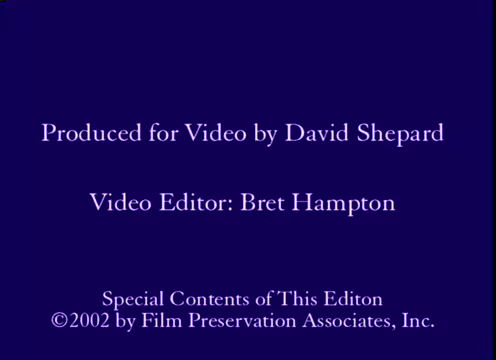 Produced for Video by David Shepard
Video Editor: Bret Hampton
Special Contents of This Editon
©2002 by Film Preservation Associates, Inc.